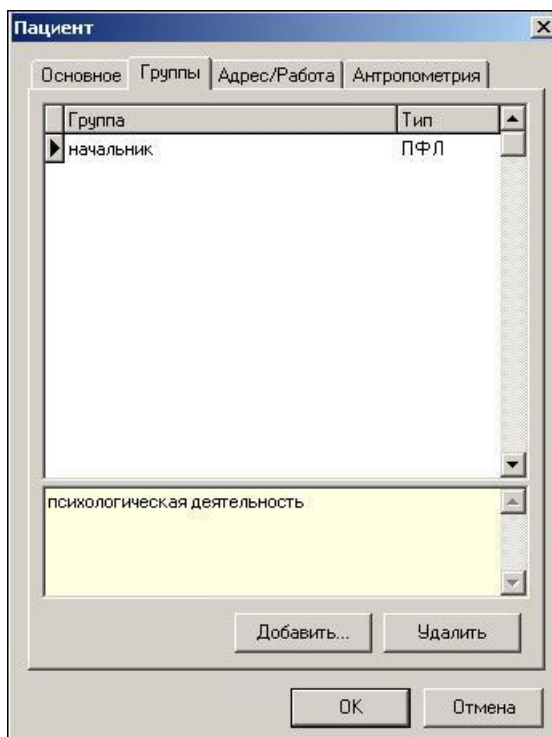 Пациент
Основное Группы Адрес/Работа Антропометрия
Группа Тип
начальник ПФЛ
психологическая деятельность
Добавить... Удалить
OK Отмена